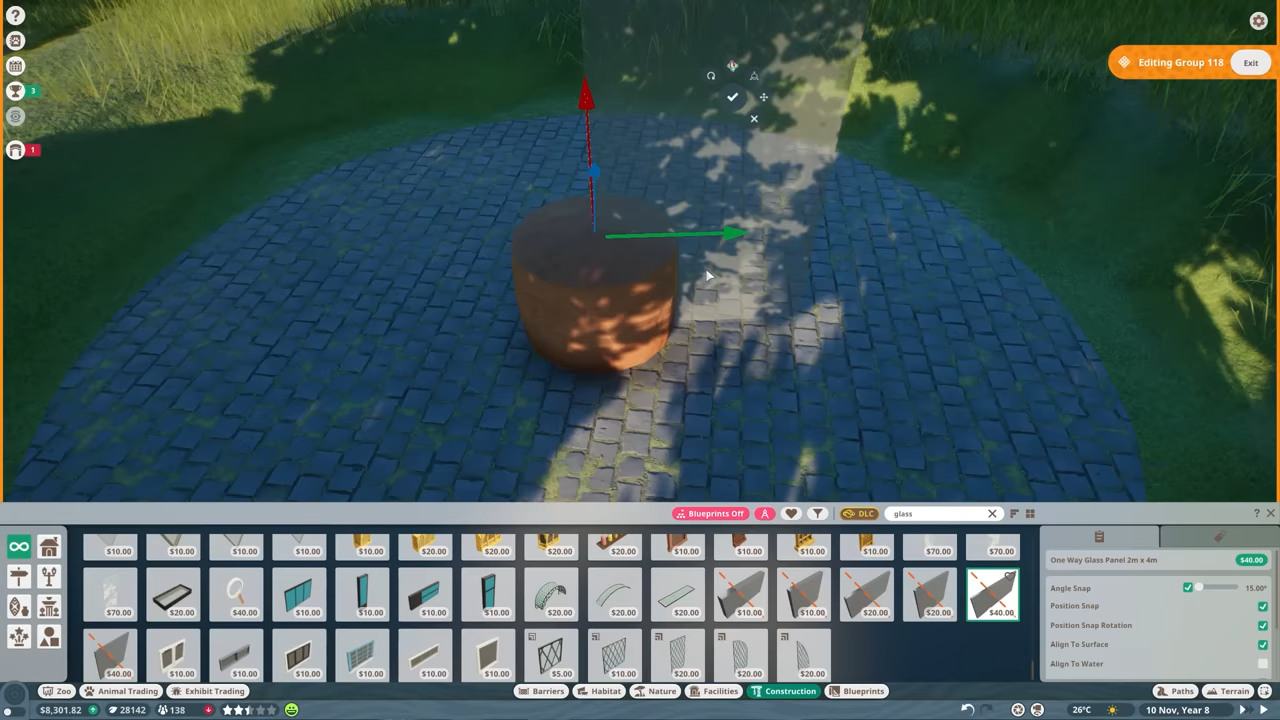 ?
Editing Group 118 Exit
3
1
Blueprints Off A DLC glass ?
$10.00 $10.00 $10.00 $10.00 $10.00 $20.00 $20.00 $20.00 $20.00 $10.00 $10.00 $10.00 $10.00 $70.00 $70.00
One Way Glass Panel 2m x 4m $40.00
$70.00 $20.00 $40.00 $10.00 $10.00 $10.00 $10.00 $20.00 $20.00 $20.00 $10.00 $10.00 $20.00 $20.00 $40.00
Angle Snap 15.00°
Position Snap
Position Snap Rotation
Align To Surface
Align To Water
$40.00 $10.00 $10.00 $10.00 $10.00 $10.00 $10.00 $5.00 $10.00 $20.00 $20.00 $20.00
Zoo Animal Trading Exhibit Trading Barriers Habitat Nature Facilities Construction Blueprints Paths Terrain
$8,301.82 28142 138 26°C 10 Nov, Year 8